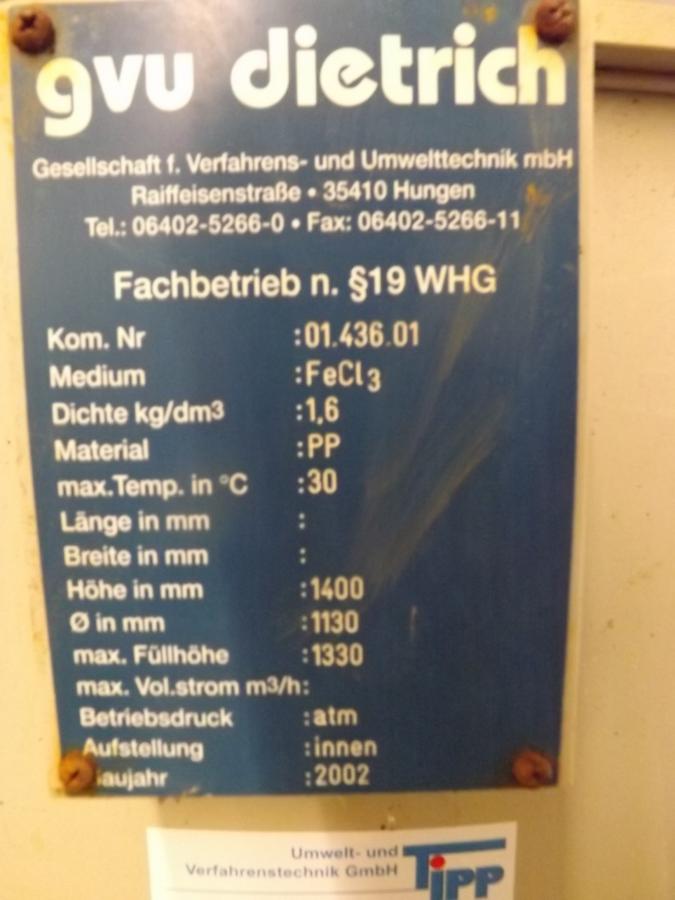 gvu dietrich
Gesellschaft f. Verfahrens- und Umwelttechnik mbH
Raiffeisenstraße • 35410 Hungen
Tel.: 06402-5266-0 • Fax: 06402-5266-11
Fachbetrieb n. §19 WHG
Kom. Nr :01.436.01
Medium :FeCl3
Dichte kg/dm3 :1,6
Material :PP
max.Temp. in °C :30
Länge in mm :
Breite in mm :
Höhe in mm :1400
Ø in mm :1130
max. Füllhöhe :1330
max. Vol.strom m3/h:
Betriebsdruck :atm
Aufstellung :innen
Baujahr :2002
Umwelt- und
Verfahrenstechnik GmbH
TIPP